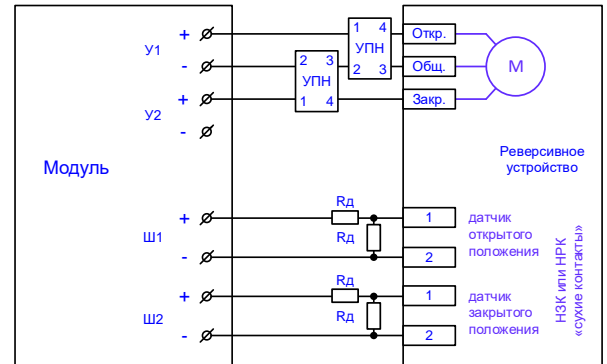 У1
+
-
У2
+
-
Модуль
1 4
УПН
2 3
2 3
УПН
1 4
Откр.
Общ.
Закр.
М
Реверсивное
устройство
Ш1
+
-
Rд
Rд
1
2
датчик
открытого
положения
Ш2
+
-
Rд
Rд
1
2
датчик
закрытого
положения
НЗК или НРК
«сухие контакты»